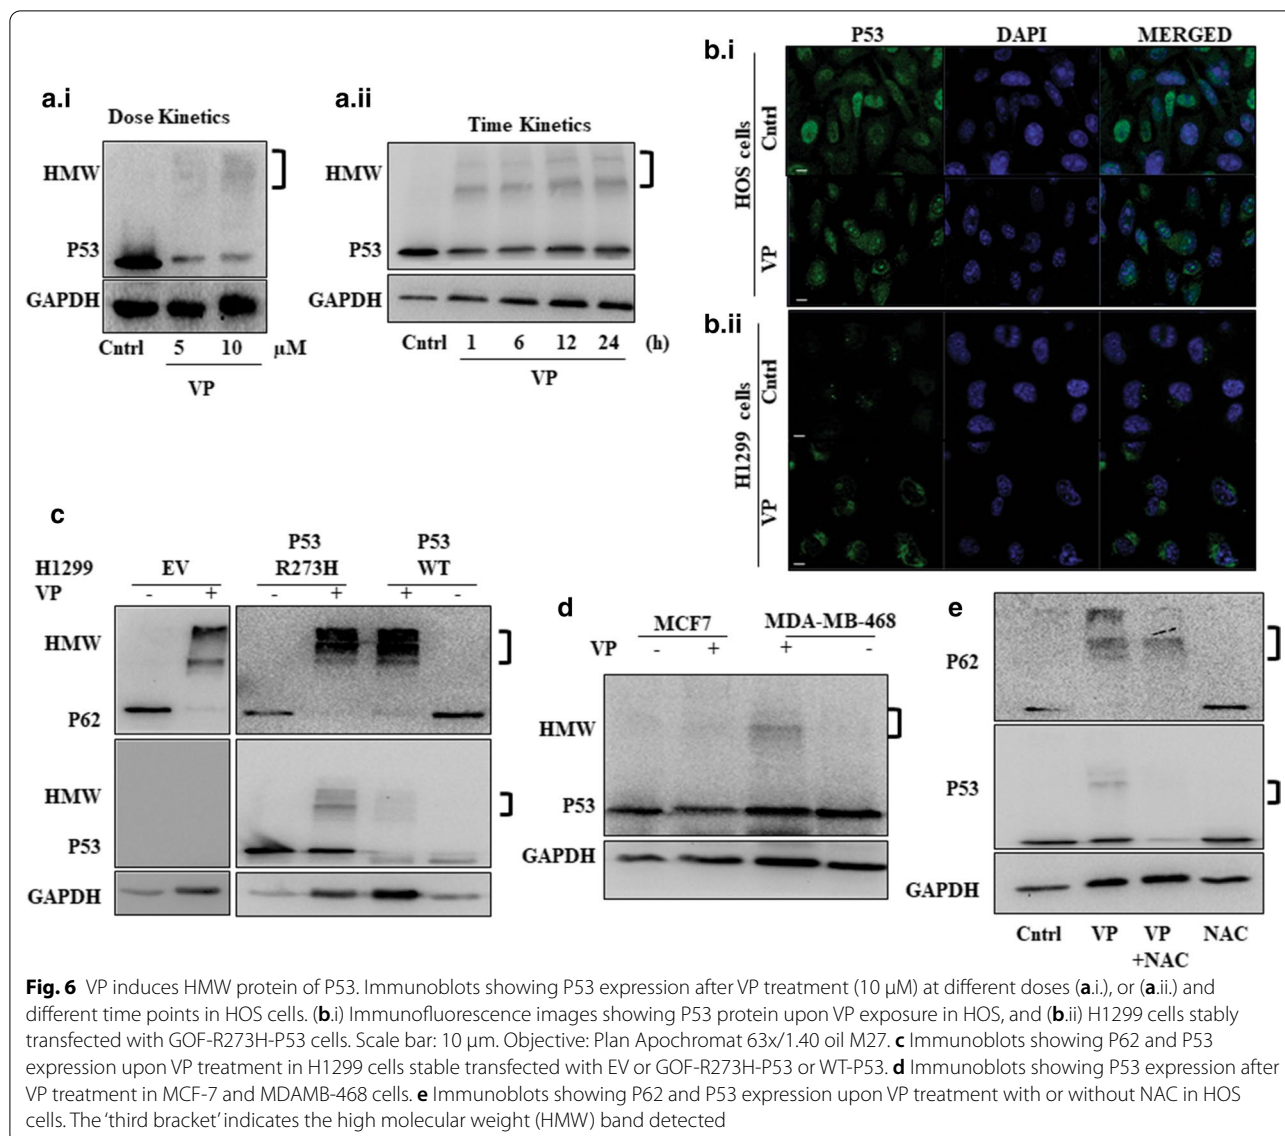 a.i
Dose Kinetics
HMW
P53
GAPDH
Cntrl 5 10 µM
VP
a.ii
Time Kinetics
HMW
P53
GAPDH
Cntrl 1 6 12 24 (h)
VP
b.i
P53 DAPI MERGED
HOS cells
Cntrl
VP
b.ii
H1299 cells
Cntrl
VP
c
P53 P53
H1299 EV R273H WT
VP - + - + + -
HMW
P62
HMW
P53
GAPDH
d
MCF7 MDA-MB-468
VP - + + -
HMW
P53
GAPDH
e
P62
P53
GAPDH
Cntrl VP VP NAC
+NAC
Fig. 6 VP induces HMW protein of P53. Immunoblots showing P53 expression after VP treatment (10 µM) at different doses (a.i.), or (a.ii.) and
different time points in HOS cells. (b.i) Immunofluorescence images showing P53 protein upon VP exposure in HOS, and (b.ii) H1299 cells stably
transfected with GOF-R273H-P53 cells. Scale bar: 10 µm. Objective: Plan Apochromat 63x/1.40 oil M27. c Immunoblots showing P62 and P53
expression upon VP treatment in H1299 cells stable transfected with EV or GOF-R273H-P53 or WT-P53. d Immunoblots showing P53 expression after
VP treatment in MCF-7 and MDAMB-468 cells. e Immunoblots showing P62 and P53 expression upon VP treatment with or without NAC in HOS
cells. The ‘third bracket’ indicates the high molecular weight (HMW) band detected